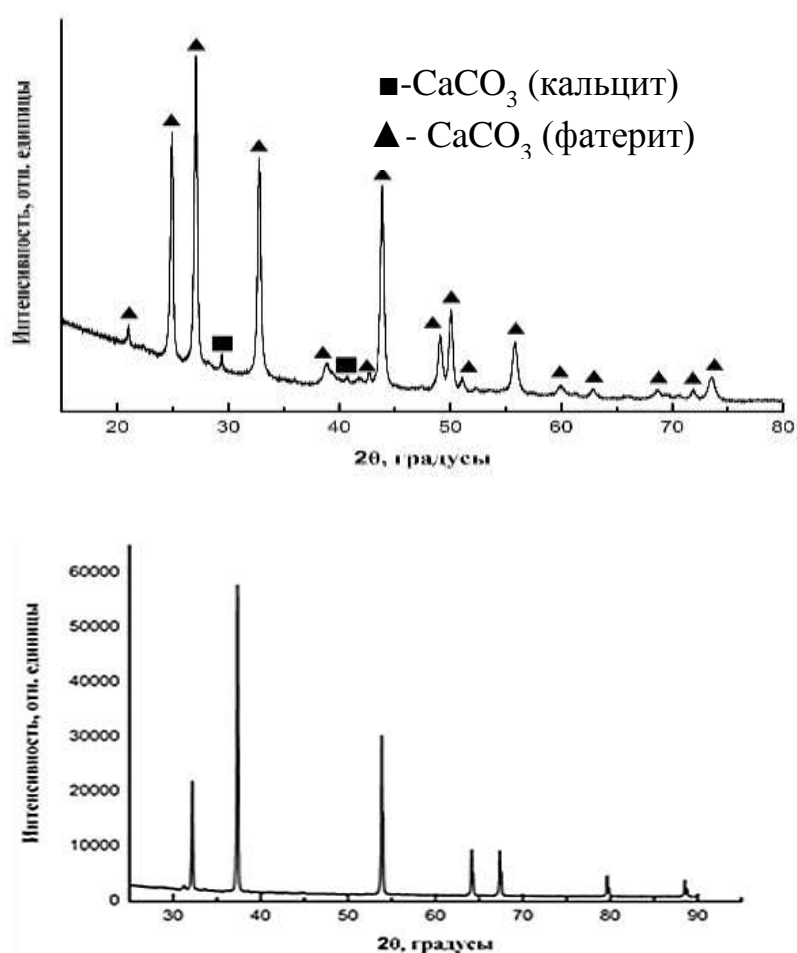 Интенсивность, отн. единицы
■-CaCO₃ (кальцит)
▲- CaCO₃ (фатерит)
20 30 40 50 60 70 80
2θ, градусы
Интенсивность, отн. единицы
60000
50000
40000
30000
20000
10000
0
30 40 50 60 70 80 90
2θ, градусы